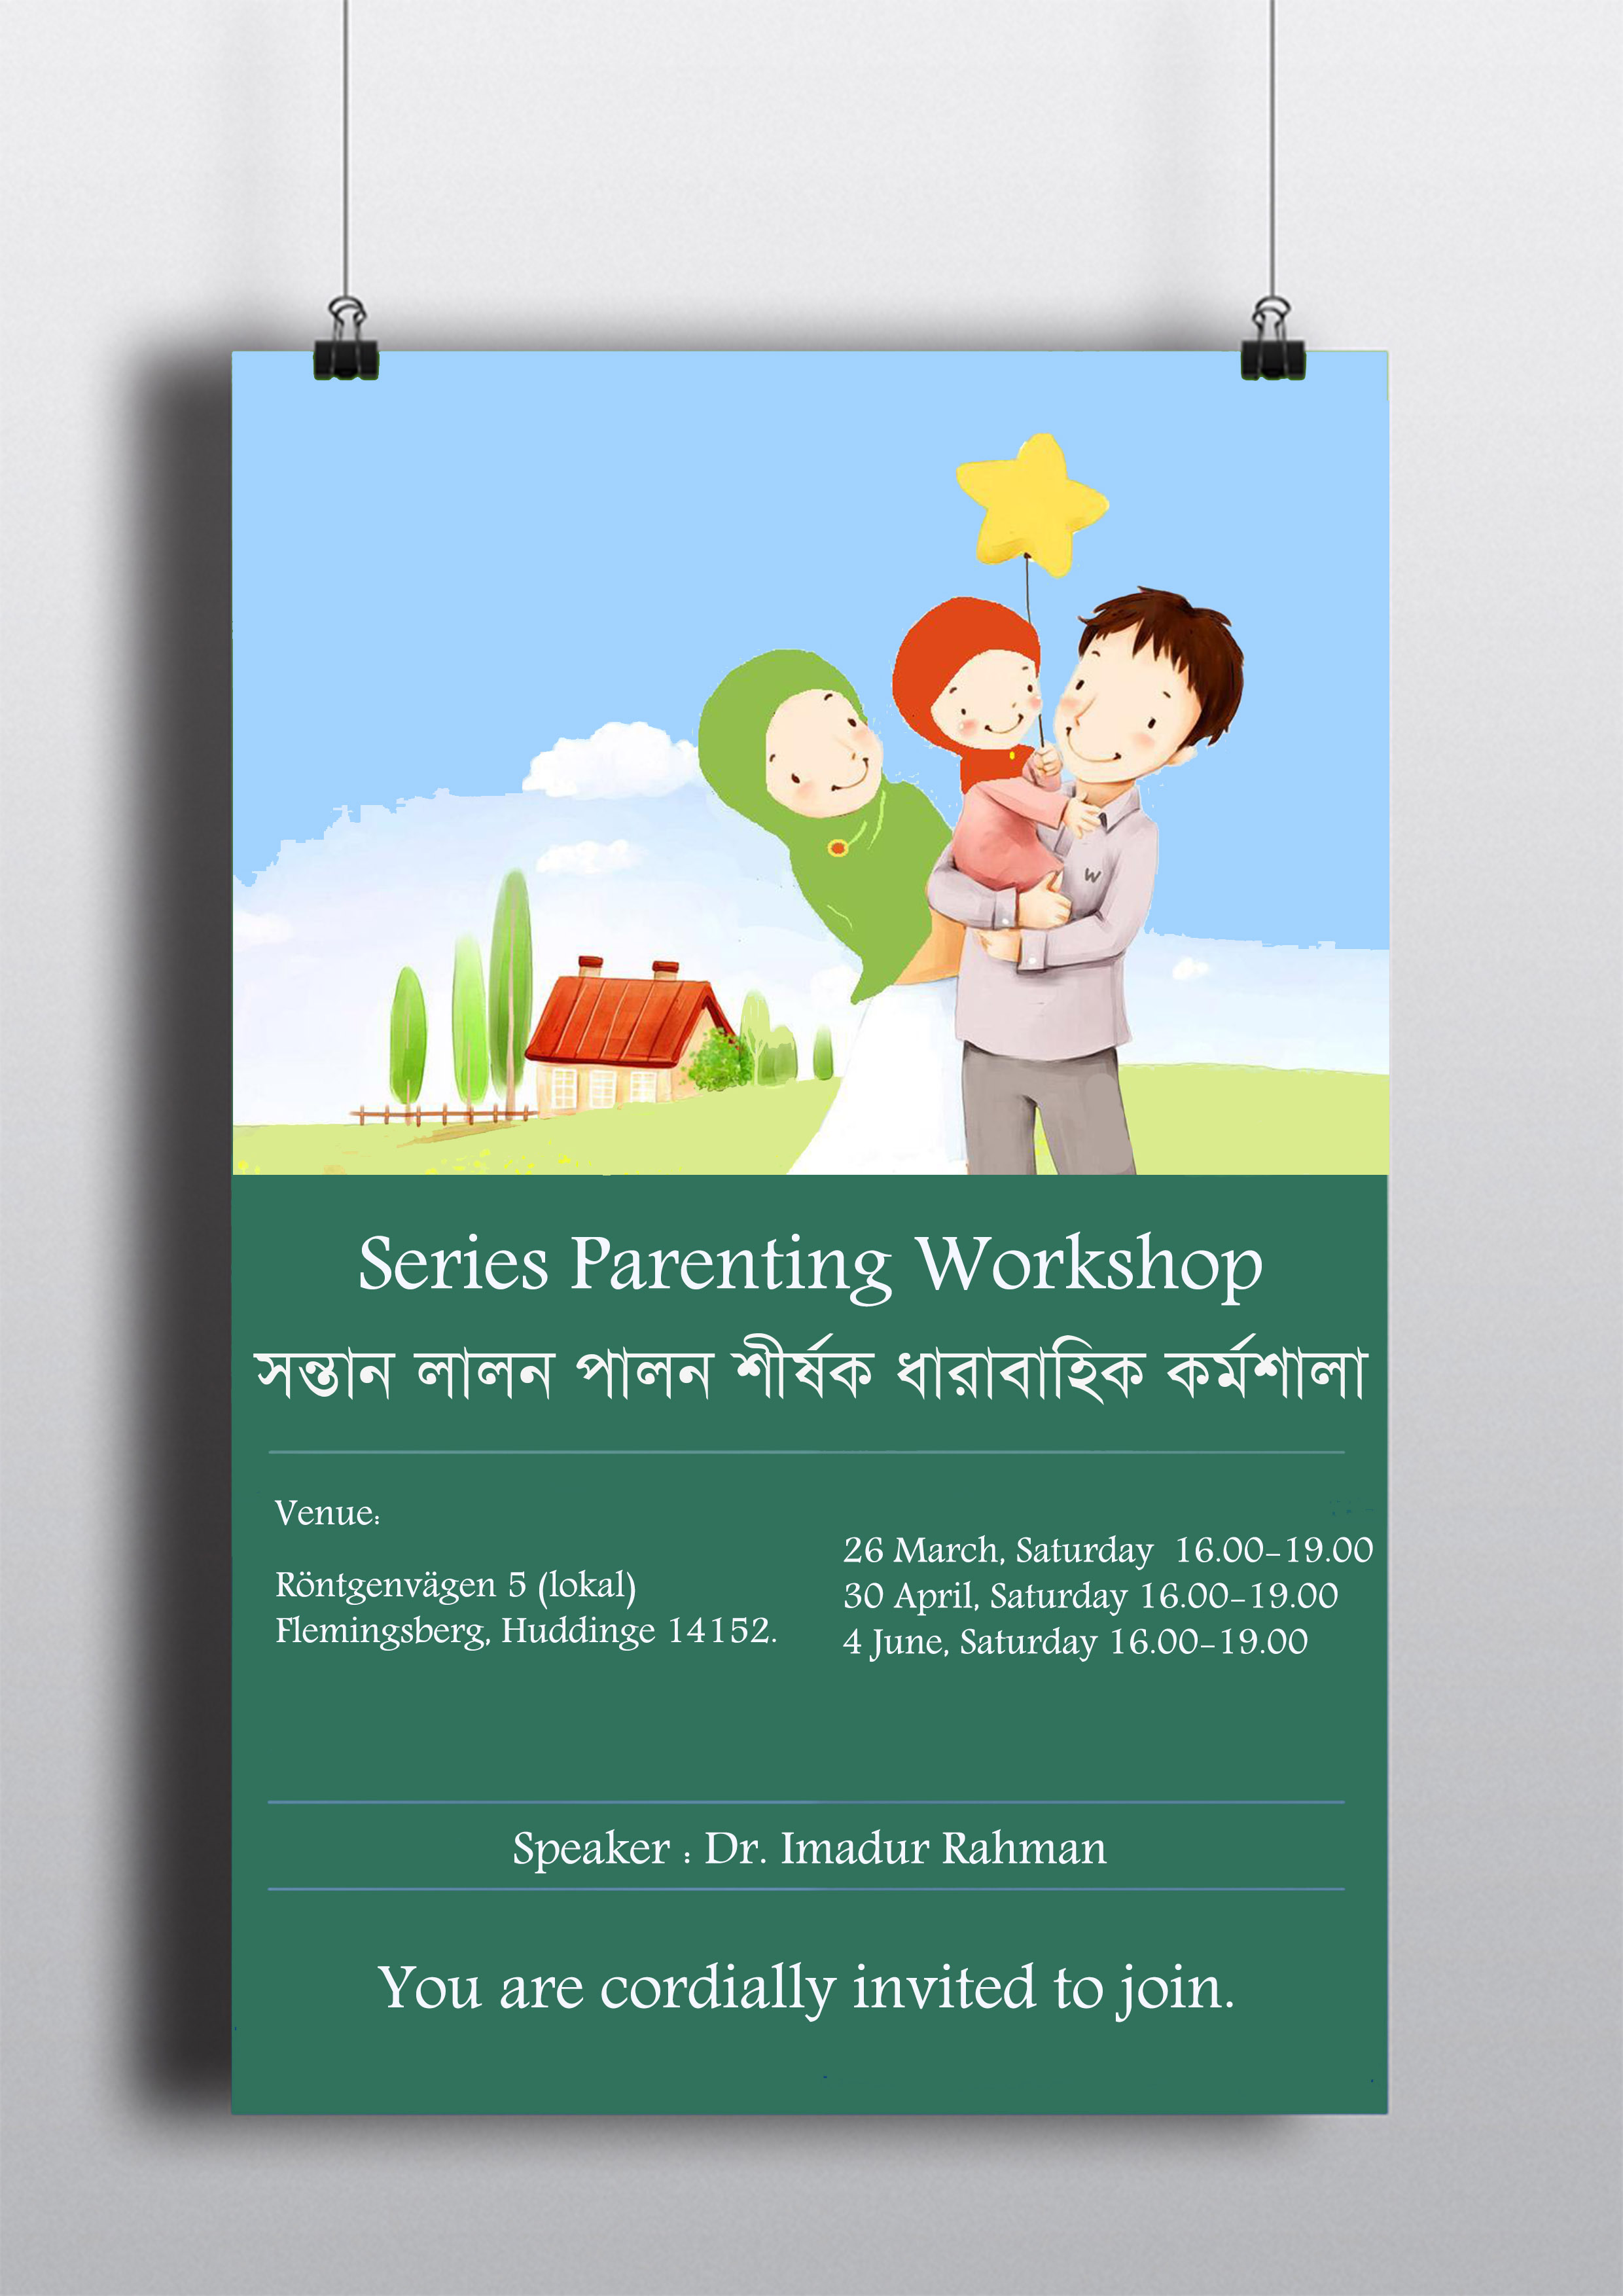 W
Series Parenting Workshop
সন্তান লালন পালন শীর্ষক ধারাবাহিক কর্মশালা
Venue:
Röntgenvägen 5 (lokal)
Flemingsberg, Huddinge 14152.
26 March, Saturday 16.00-19.00
30 April, Saturday 16.00-19.00
4 June, Saturday 16.00-19.00
Speaker : Dr. Imadur Rahman
You are cordially invited to join.